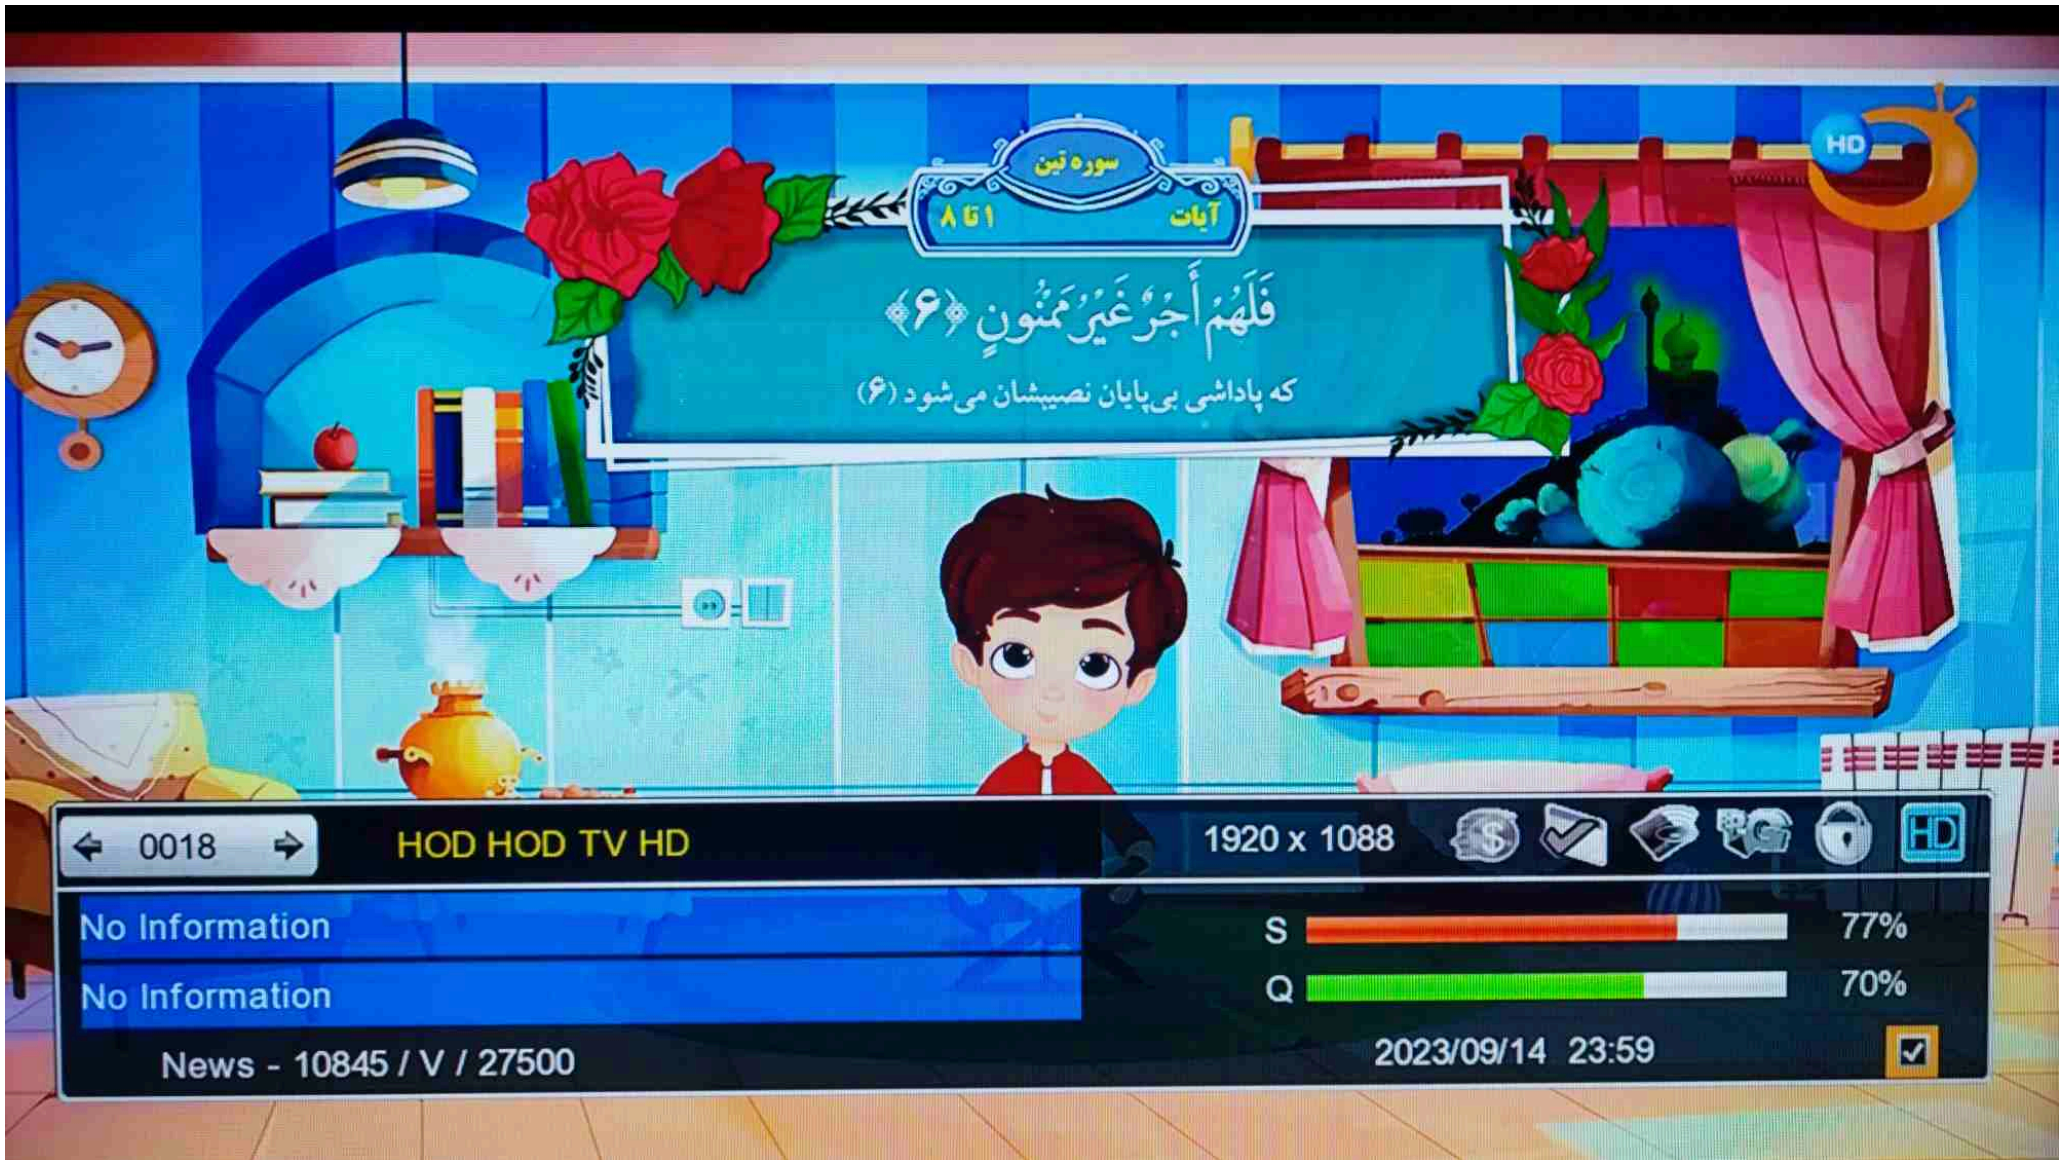 HD
سوره تین
آیات ۱ تا ۸
فَلَهُمْ أَجْرٌ غَيْرُ مَمْنُونٍ ﴿۶﴾
که پاداشی بی‌پایان نصیبشان می‌شود (۶)
0018 HOD HOD TV HD 1920 x 1088 $ HD
No Information S 77%
No Information Q 70%
News - 10845 / V / 27500 2023/09/14 23:59